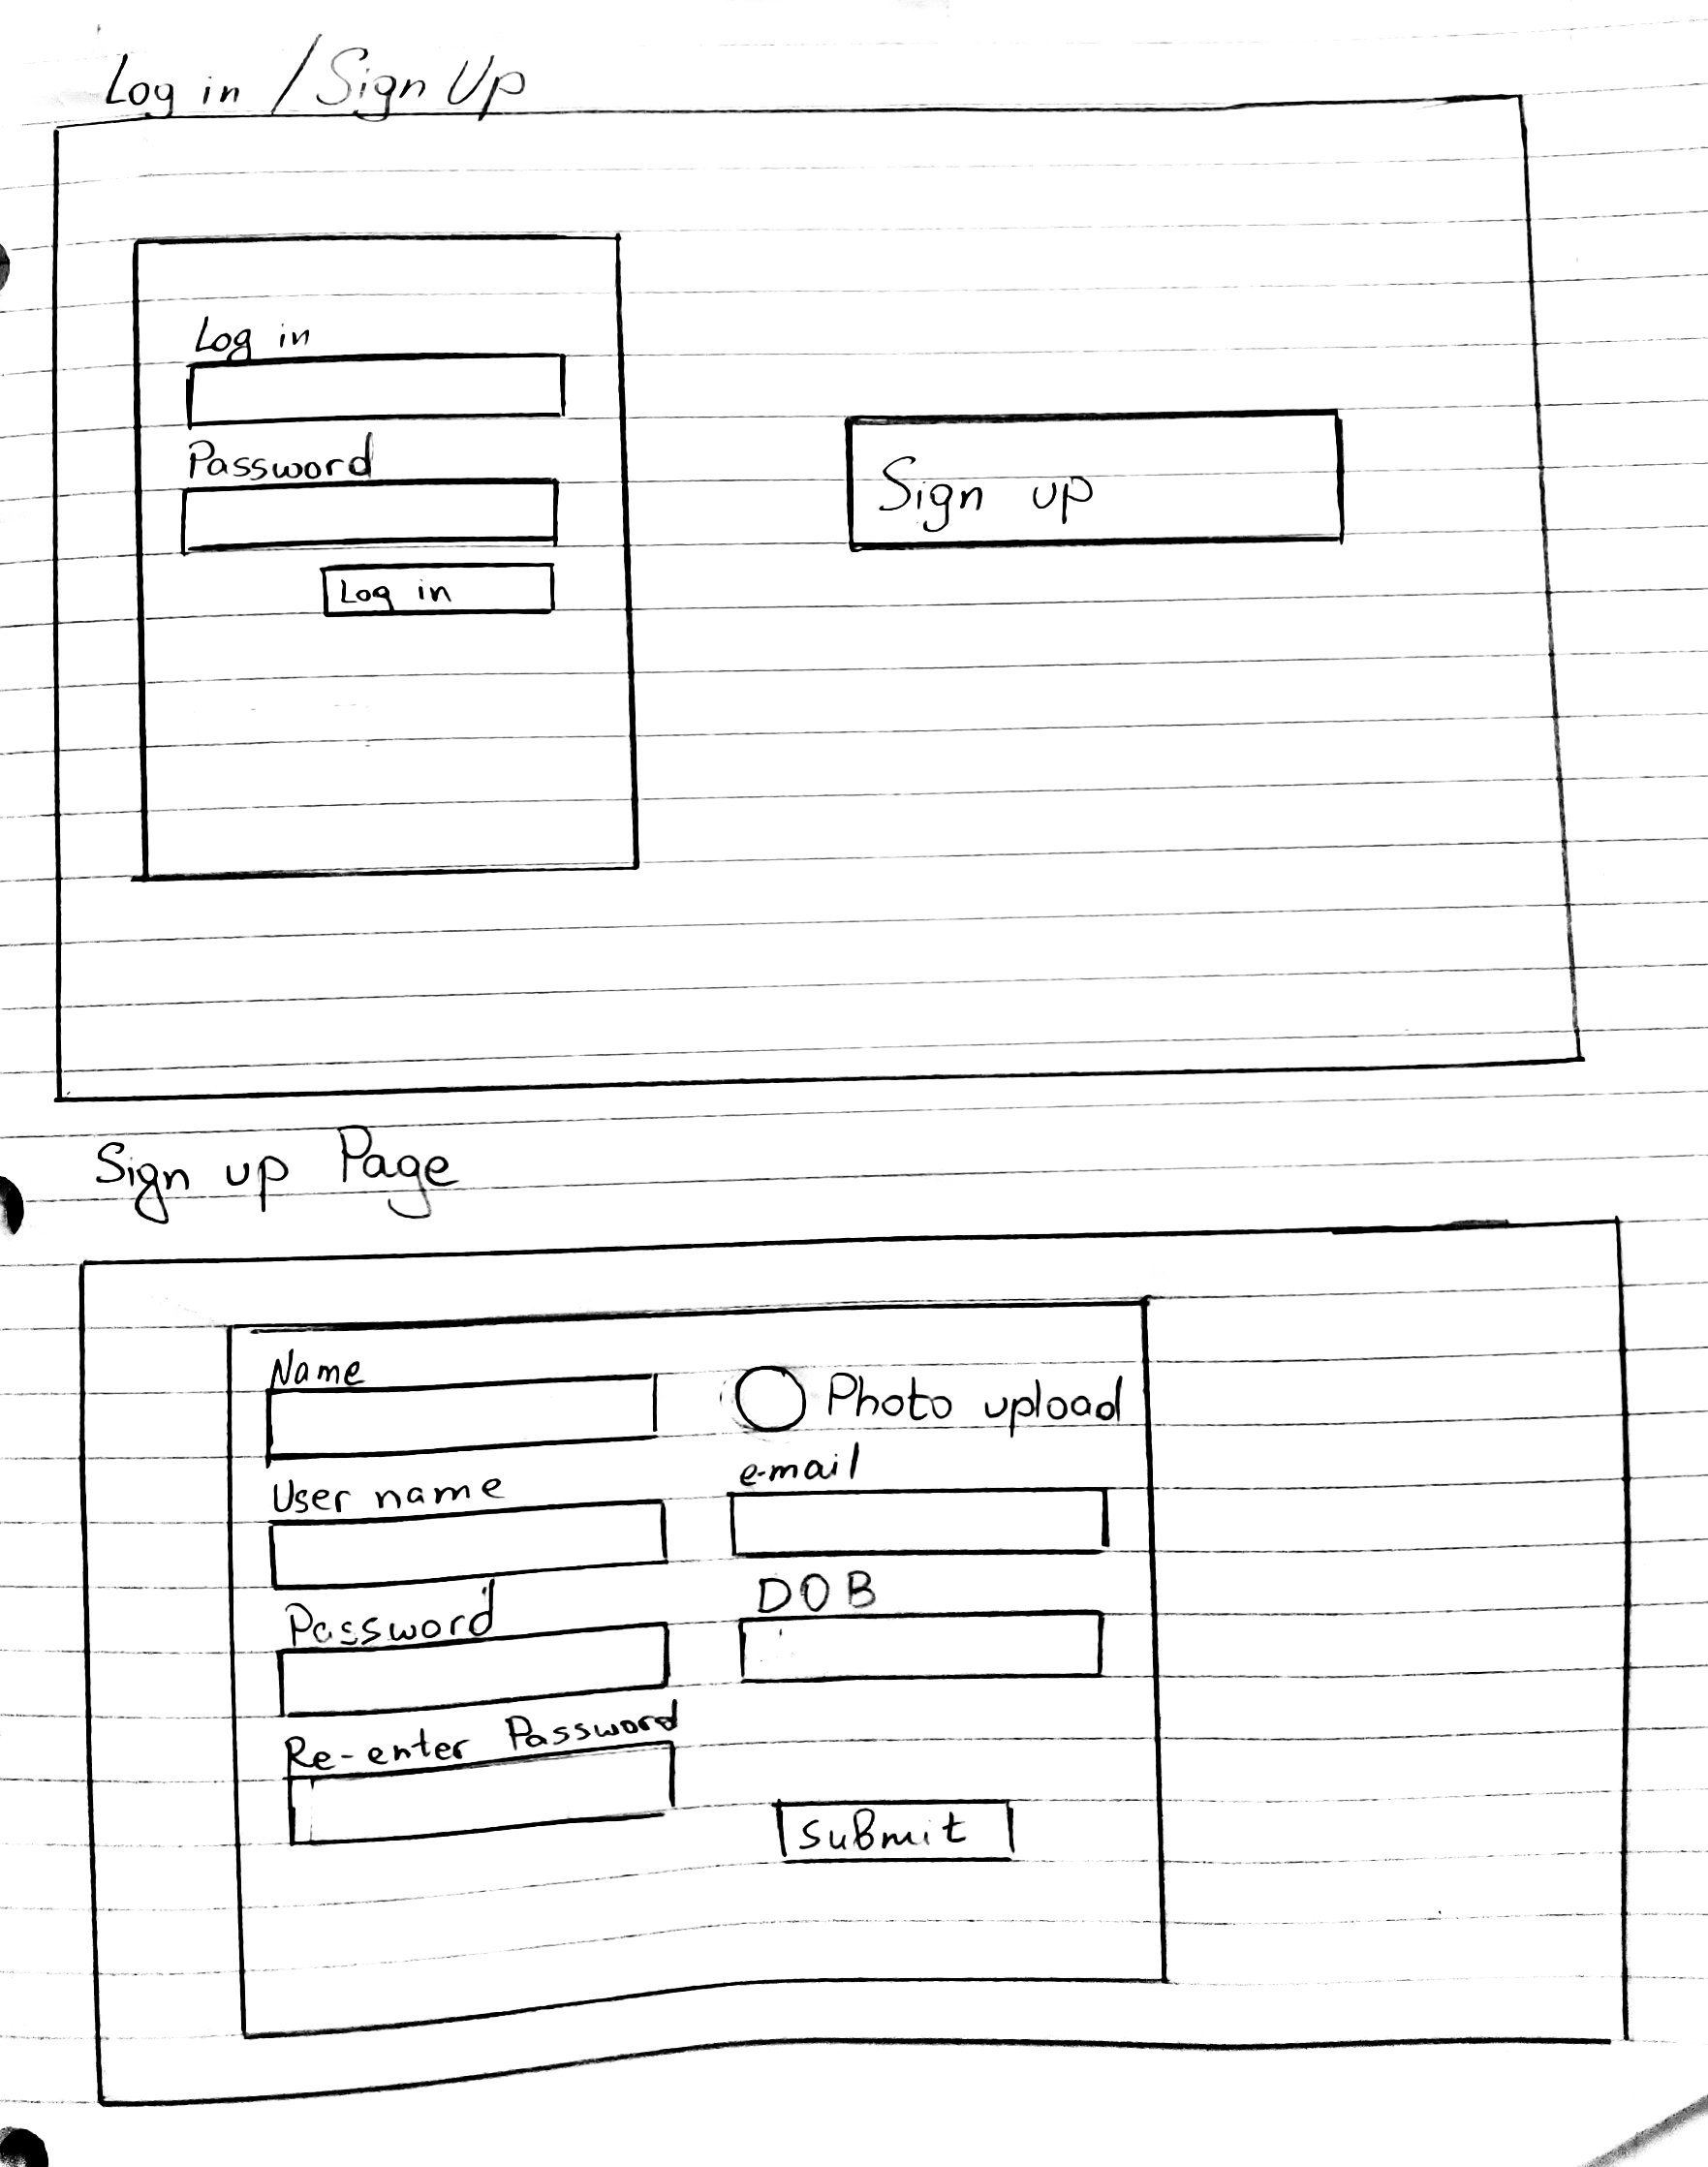 Log in / Sign Up
Log in
Password
Log in
Sign up
Sign up Page
Name
Photo upload
User name
e-mail
Password
DOB
Re-enter Password
SuBmit